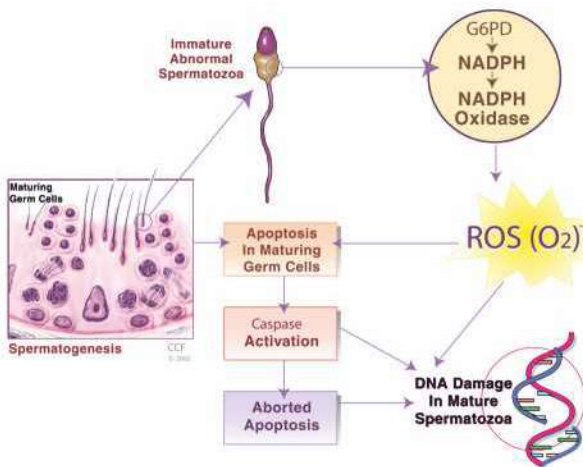 Immature
Abnormal
Spermatozoa
G6PD
NADPH
NADPH
Oxidase
Maturing
Germ Cells
Apoptosis
In Maturing
Germ Cells
ROS (O₂)⁻
Spermatogenesis
CCF
Caspase
Activation
DNA Damage
In Mature
Spermatozoa
Aborted
Apoptosis